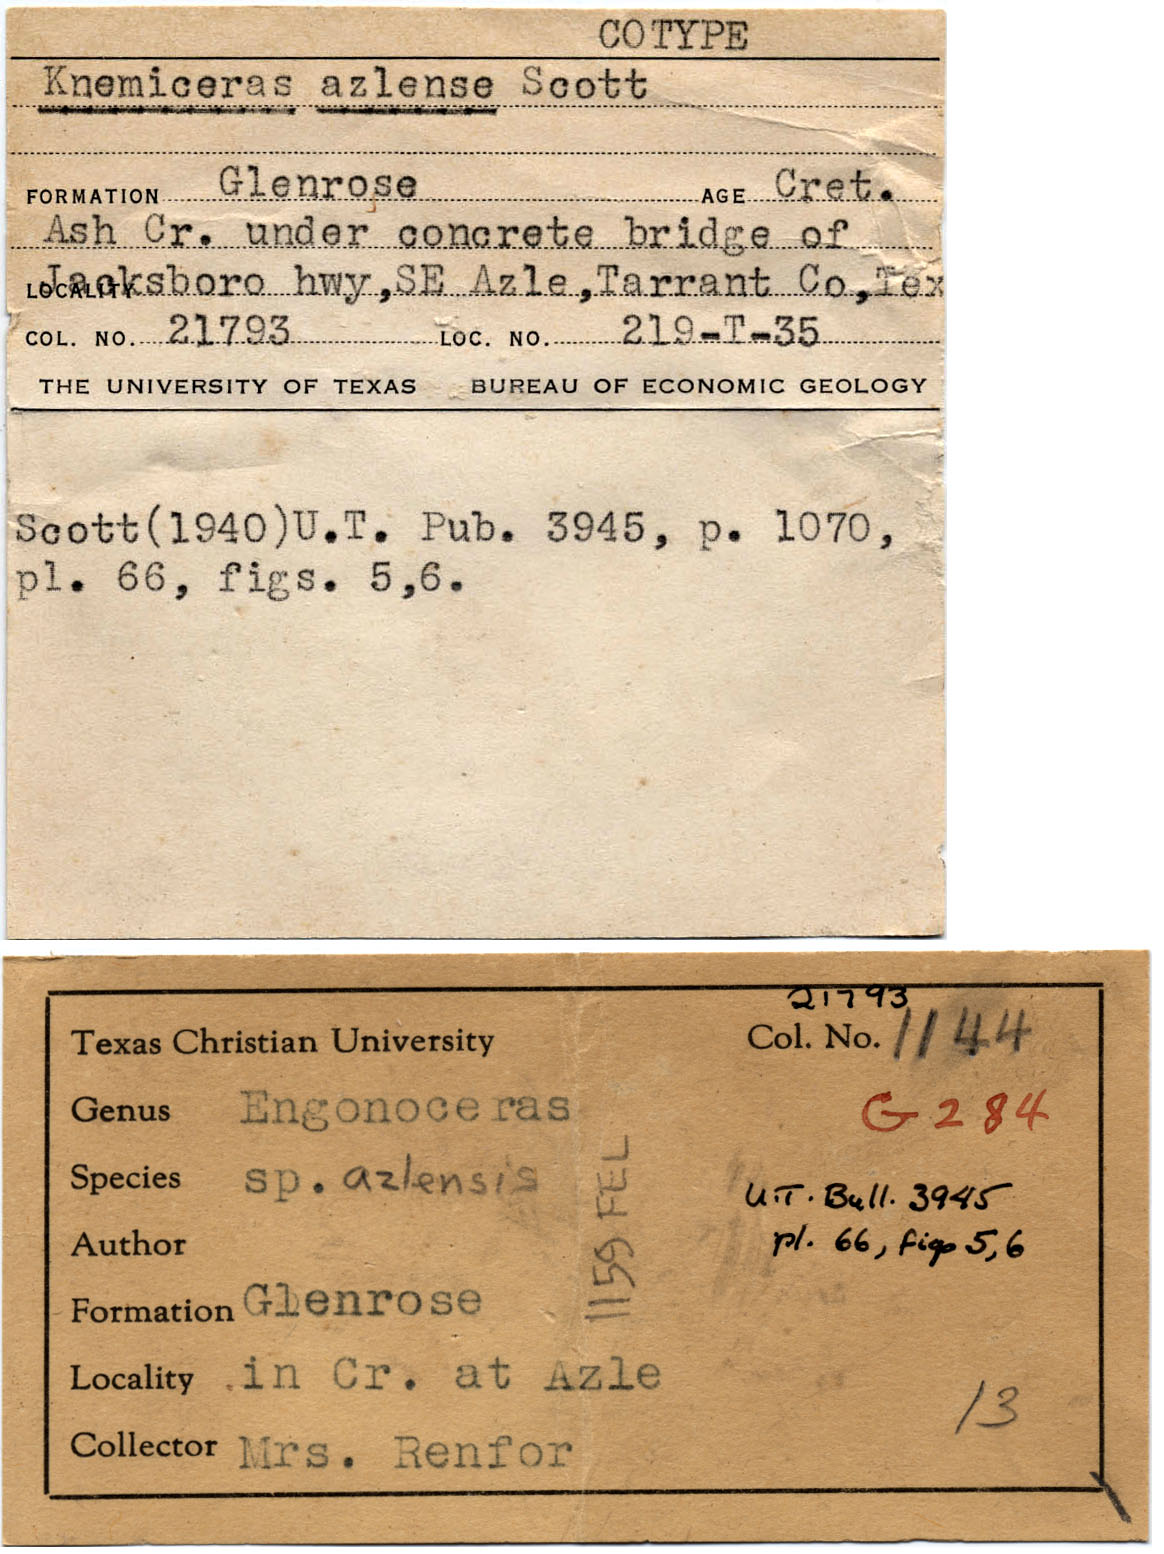 COTYPE
Knemiceras azlense Scott
FORMATION Glenrose AGE Cret.
Ash Cr. under concrete bridge of
LOCALITY Jacksboro hwy, SE Azle, Tarrant Co, Tex
COL. NO. 21793 LOC. NO. 219-T-35
THE UNIVERSITY OF TEXAS BUREAU OF ECONOMIC GEOLOGY
Scott(1940)U.T. Pub. 3945, p. 1070,
pl. 66, figs. 5,6.
21793
Texas Christian University Col. No. 1144
Genus Engonoceras G284
Species sp. azlensis
U.T. Bull. 3945
Author pl. 66, figs 5,6
1159 FEL
Formation Glenrose
Locality in Cr. at Azle
13
Collector Mrs. Renfor